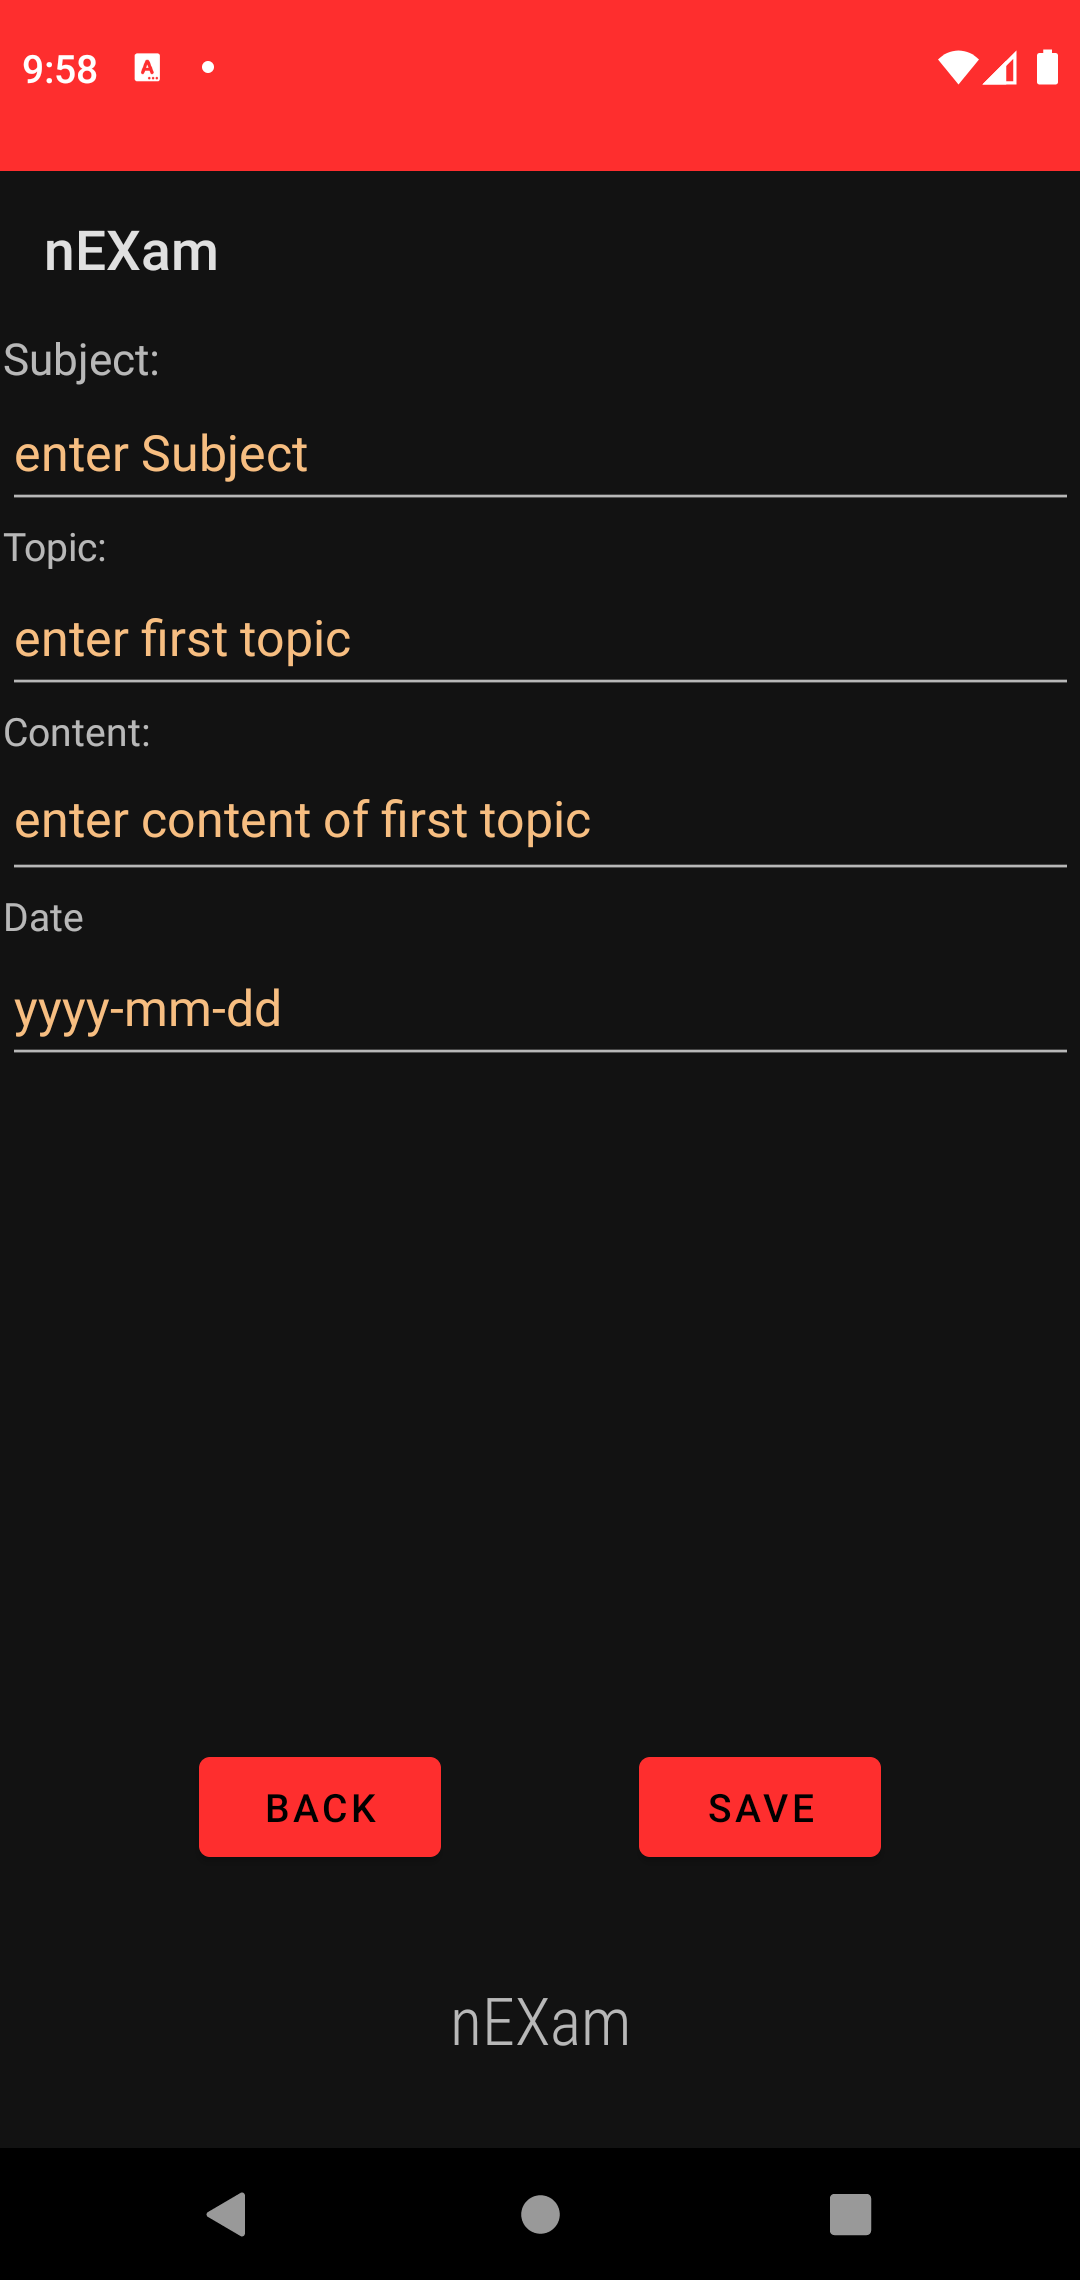 9:58
nEXam
Subject:
enter Subject
Topic:
enter first topic
Content:
enter content of first topic
Date
yyyy-mm-dd
BACK SAVE
nEXam